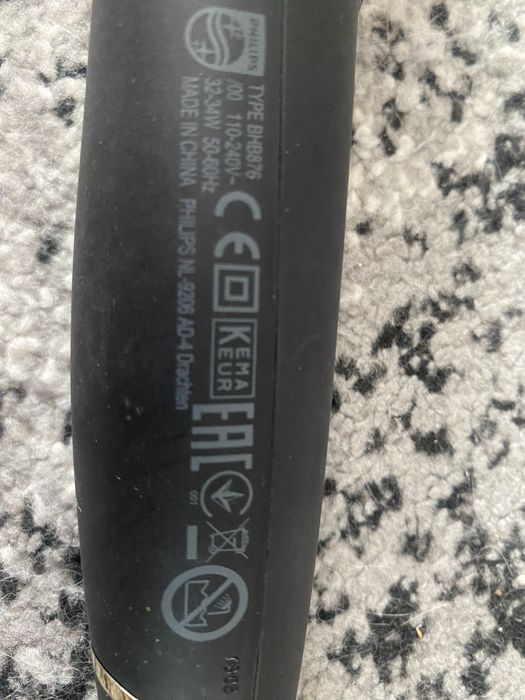 PHILIPS
TYPE BHB876
/00 110-240V~
32-34W 50-60Hz
MADE IN CHINA PHILIPS NL-9206 AD-4 Drachten
CE
KEMA
KEUR
EAC
001